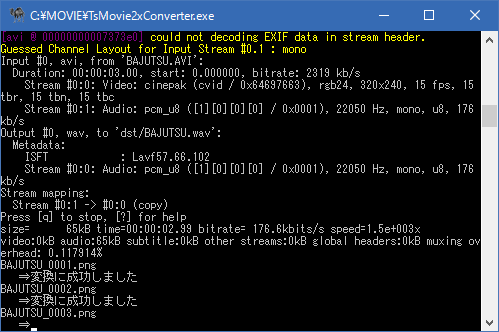 C:¥MOVIE¥TsMovie2xConverter.exe
[avi @ 00000000007373e0] could not decoding EXIF data in stream header.
Guessed Channel Layout for Input Stream #0.1 : mono
Input #0, avi, from 'BAJUTSU.AVI':
Duration: 00:00:03.00, start: 0.000000, bitrate: 2319 kb/s
Stream #0:0: Video: cinepak (cvid / 0x64697663), rgb24, 320x240, 15 fps, 15
tbr, 15 tbn, 15 tbc
Stream #0:1: Audio: pcm_u8 ([1][0][0][0] / 0x0001), 22050 Hz, mono, u8, 176
kb/s
Output #0, wav, to 'dst/BAJUTSU.wav':
Metadata:
ISFT : Lavf57.66.102
Stream #0:0: Audio: pcm_u8 ([1][0][0][0] / 0x0001), 22050 Hz, mono, u8, 176
kb/s
Stream mapping:
Stream #0:1 -> #0:0 (copy)
Press [q] to stop, [?] for help
size= 65kB time=00:00:02.99 bitrate= 176.6kbits/s speed=1.5e+003x
video:0kB audio:65kB subtitle:0kB other streams:0kB global headers:0kB muxing ov
erhead: 0.117914%
BAJUTSU_0001.png
⇒変換に成功しました
BAJUTSU_0002.png
⇒変換に成功しました
BAJUTSU_0003.png
⇒